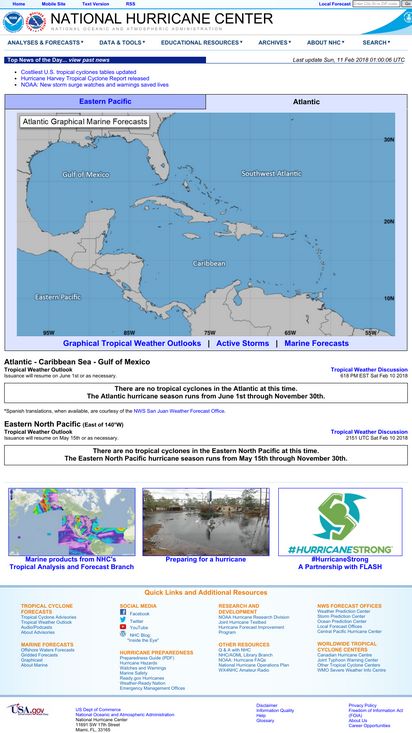 Home Mobile Site Text Version RSS Local Forecast Go
NATIONAL HURRICANE CENTER
NATIONAL OCEANIC AND ATMOSPHERIC ADMINISTRATION
ANALYSES & FORECASTS DATA & TOOLS EDUCATIONAL RESOURCES ARCHIVES ABOUT NHC SEARCH
Top News of the Day... view past news Last update Sun, 11 Feb 2018 01:00:06 UTC
Costliest U.S. tropical cyclones tables updated
Hurricane Harvey Tropical Cyclone Report released
NOAA: New storm surge watches and warnings saved lives
Eastern Pacific Atlantic
Atlantic Graphical Marine Forecasts
30N
Gulf of Mexico Southwest Atlantic
20N
Caribbean
Eastern Pacific
10N
95W 85W 75W 65W 55W
Graphical Tropical Weather Outlooks | Active Storms | Marine Forecasts
Atlantic - Caribbean Sea - Gulf of Mexico
Tropical Weather Outlook Tropical Weather Discussion
Issuance will resume on June 1st or as necessary. 618 PM EST Sat Feb 10 2018
There are no tropical cyclones in the Atlantic at this time.
The Atlantic hurricane season runs from June 1st through November 30th.
*Spanish translations, when available, are courtesy of the NWS San Juan Weather Forecast Office.
Eastern North Pacific (East of 140°W)
Tropical Weather Outlook Tropical Weather Discussion
Issuance will resume on May 15th or as necessary. 2151 UTC Sat Feb 10 2018
There are no tropical cyclones in the Eastern North Pacific at this time.
The Eastern North Pacific hurricane season runs from May 15th through November 30th.
#HURRICANESTRONG
Marine products from NHC's
Tropical Analysis and Forecast Branch
Preparing for a hurricane
#HurricaneStrong
A Partnership with FLASH
Quick Links and Additional Resources
TROPICAL CYCLONE
FORECASTS
Tropical Cyclone Advisories
Tropical Weather Outlook
Audio/Podcasts
About Advisories
MARINE FORECASTS
Offshore Waters Forecasts
Gridded Forecasts
Graphicast
About Marine
SOCIAL MEDIA
Facebook
Twitter
YouTube
NHC Blog:
"Inside the Eye"
HURRICANE PREPAREDNESS
Preparedness Guide (PDF)
Hurricane Hazards
Watches and Warnings
Marine Safety
Ready.gov Hurricanes
Weather-Ready Nation
Emergency Management Offices
RESEARCH AND
DEVELOPMENT
NOAA Hurricane Research Division
Joint Hurricane Testbed
Hurricane Forecast Improvement
Program
OTHER RESOURCES
Q & A with NHC
NHC/AOML Library Branch
NOAA: Hurricane FAQs
National Hurricane Operations Plan
WX4NHC Amateur Radio
NWS FORECAST OFFICES
Weather Prediction Center
Storm Prediction Center
Ocean Prediction Center
Local Forecast Offices
Central Pacific Hurricane Center
WORLDWIDE TROPICAL
CYCLONE CENTERS
Canadian Hurricane Centre
Joint Typhoon Warning Center
Other Tropical Cyclone Centers
WMO Severe Weather Info Centre
USA.gov
US Dept of Commerce
National Oceanic and Atmospheric Administration
National Hurricane Center
11691 SW 17th Street
Miami, FL, 33165
Disclaimer
Information Quality
Help
Glossary
Privacy Policy
Freedom of Information Act
(FOIA)
About Us
Career Opportunities